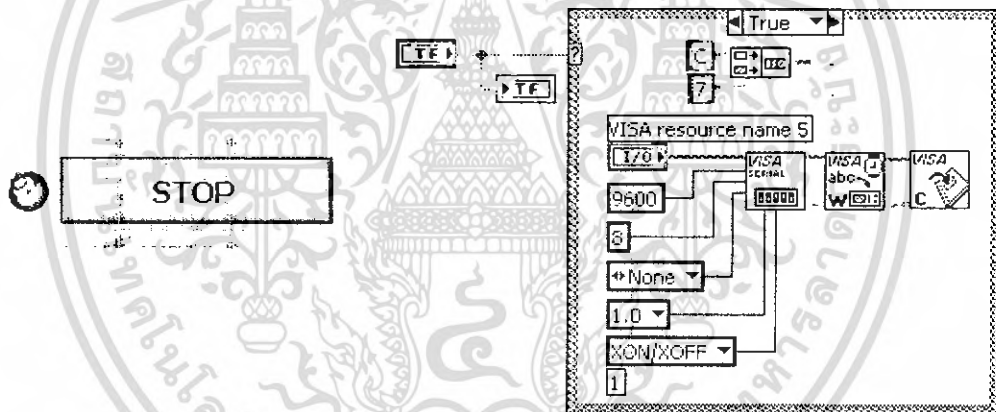 True
TF
?
C
TF
7
VISA resource name 5
I/O
VISA
SERIAL
VISA
abc
W
VISA
C
STOP
9600
8
None
1.0
XON/XOFF
1